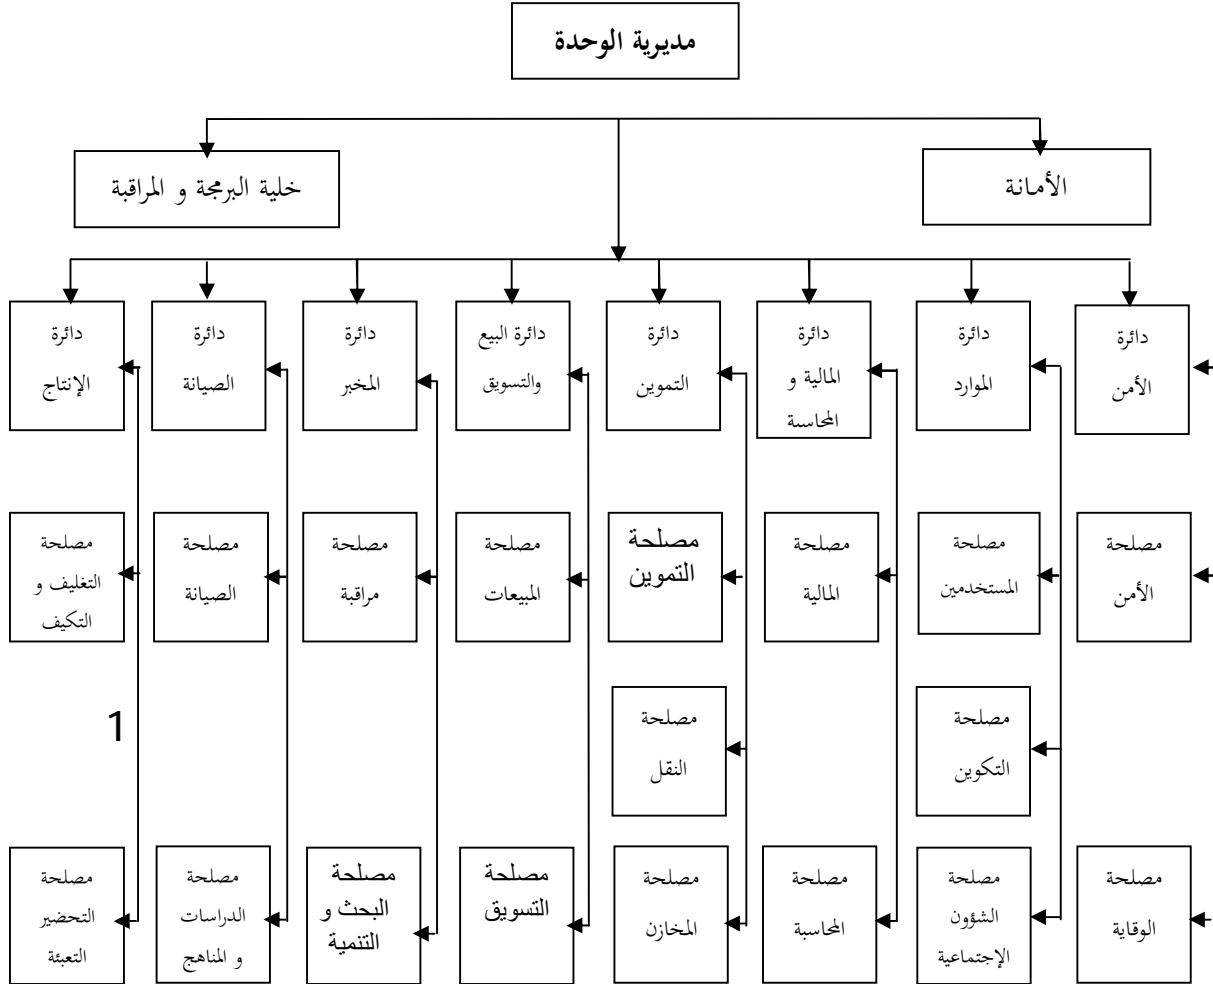 مديرية الوحدة
الأمانة
خلية البرمجة و المراقبة
دائرة
الأمن
دائرة
الموارد
دائرة
المالية و
المحاسبة
دائرة
التموين
دائرة البيع
والتسويق
دائرة
المخبر
دائرة
الصيانة
دائرة
الإنتاج
مصلحة
الأمن
مصلحة
المستخدمين
مصلحة
المالية
مصلحة
التموين
مصلحة
المبيعات
مصلحة
مراقبة
مصلحة
الصيانة
مصلحة
التغليف و
التكيف
مصلحة
التكوين
مصلحة
النقل
1
مصلحة
الوقاية
مصلحة
الشؤون
الإجتماعية
مصلحة
المحاسبة
مصلحة
المخازن
مصلحة
التسويق
مصلحة
البحث و
التنمية
مصلحة
الدراسات
و المناهج
مصلحة
التحضير
التعبئة